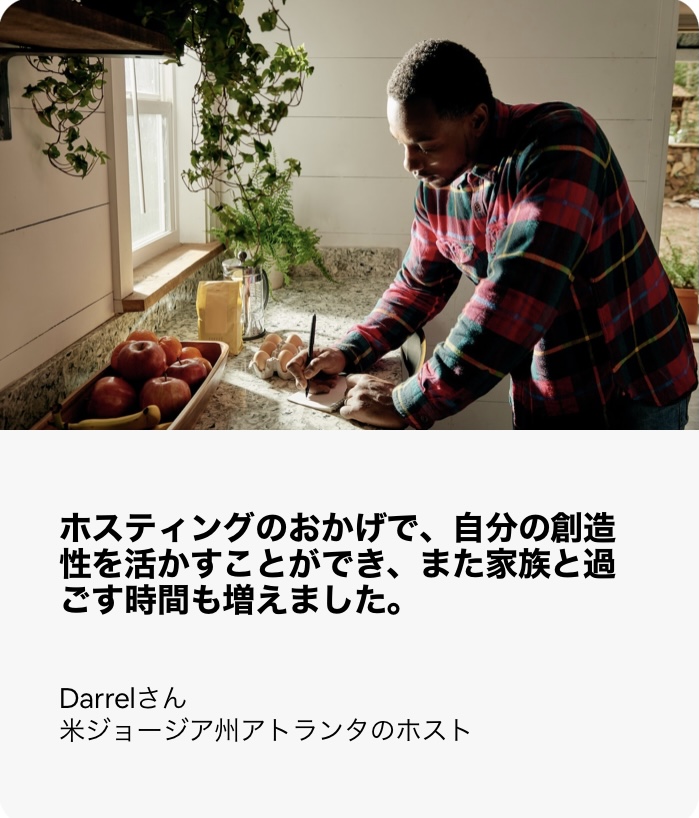 ホスティングのおかげで、自分の創造
性を活かすことができ、また家族と過
ごす時間も増えました。
Darrelさん
米ジョージア州アトランタのホスト